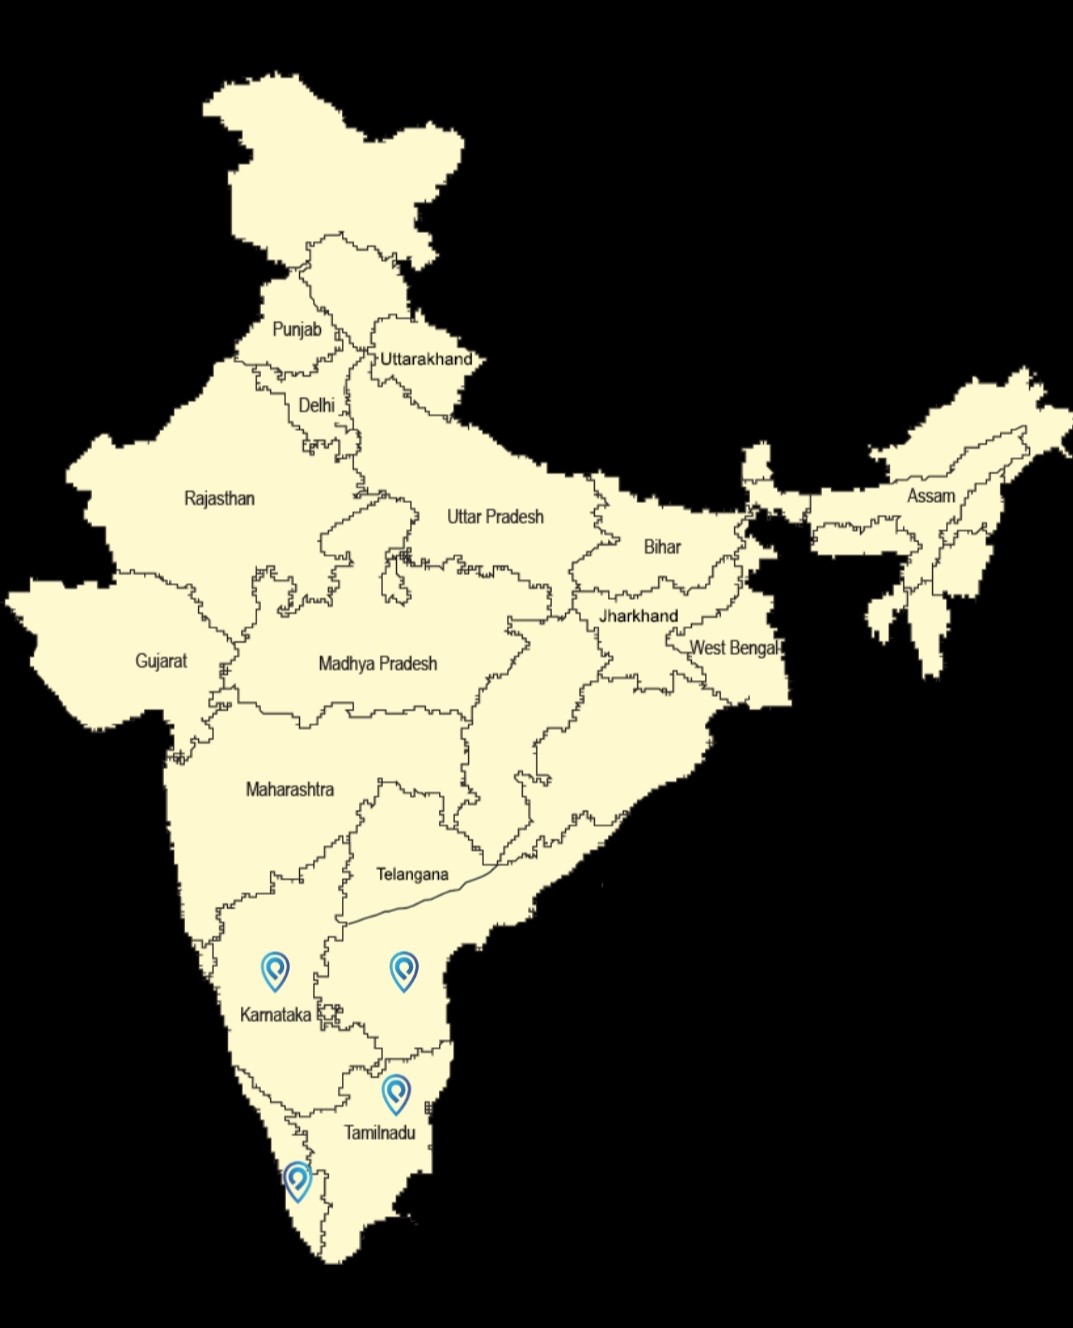 Punjab
Uttarakhand
Delhi
Rajasthan
Uttar Pradesh
Assam
Bihar
Jharkhand
West Bengal
Gujarat
Madhya Pradesh
Maharashtra
Telangana
Karnataka
Tamilnadu